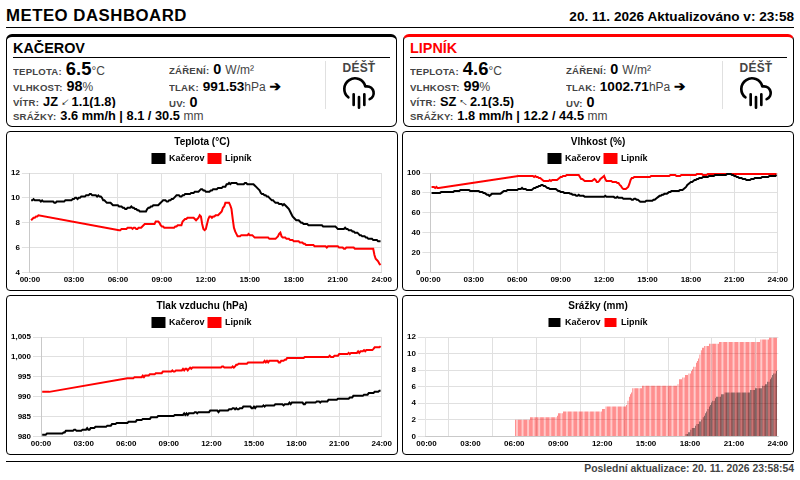 METEO DASHBOARD
20. 11. 2026 Aktualizováno v: 23:58
KAČEROV
TEPLOTA: 6.5°C
VLHKOST: 98%
VÍTR: JZ ↙ 1.1(1.8)
SRÁŽKY: 3.6 mm/h | 8.1 / 30.5 mm
ZÁŘENÍ: 0 W/m²
TLAK: 991.53hPa ➔
UV: 0
DÉŠŤ
LIPNÍK
TEPLOTA: 4.6°C
VLHKOST: 99%
VÍTR: SZ ↖ 2.1(3.5)
SRÁŽKY: 1.8 mm/h | 12.2 / 44.5 mm
ZÁŘENÍ: 0 W/m²
TLAK: 1002.71hPa ➔
UV: 0
DÉŠŤ
Teplota (°C)
Kačerov Lipník
12
10
8
6
4
00:00 03:00 06:00 09:00 12:00 15:00 18:00 21:00 24:00
Vlhkost (%)
Kačerov Lipník
100
80
60
40
20
0
00:00 03:00 06:00 09:00 12:00 15:00 18:00 21:00 24:00
Tlak vzduchu (hPa)
Kačerov Lipník
1,005
1,000
995
990
985
980
00:00 03:00 06:00 09:00 12:00 15:00 18:00 21:00 24:00
Srážky (mm)
Kačerov Lipník
12
10
8
6
4
2
0
00:00 03:00 06:00 09:00 12:00 15:00 18:00 21:00 24:00
Poslední aktualizace: 20. 11. 2026 23:58:54